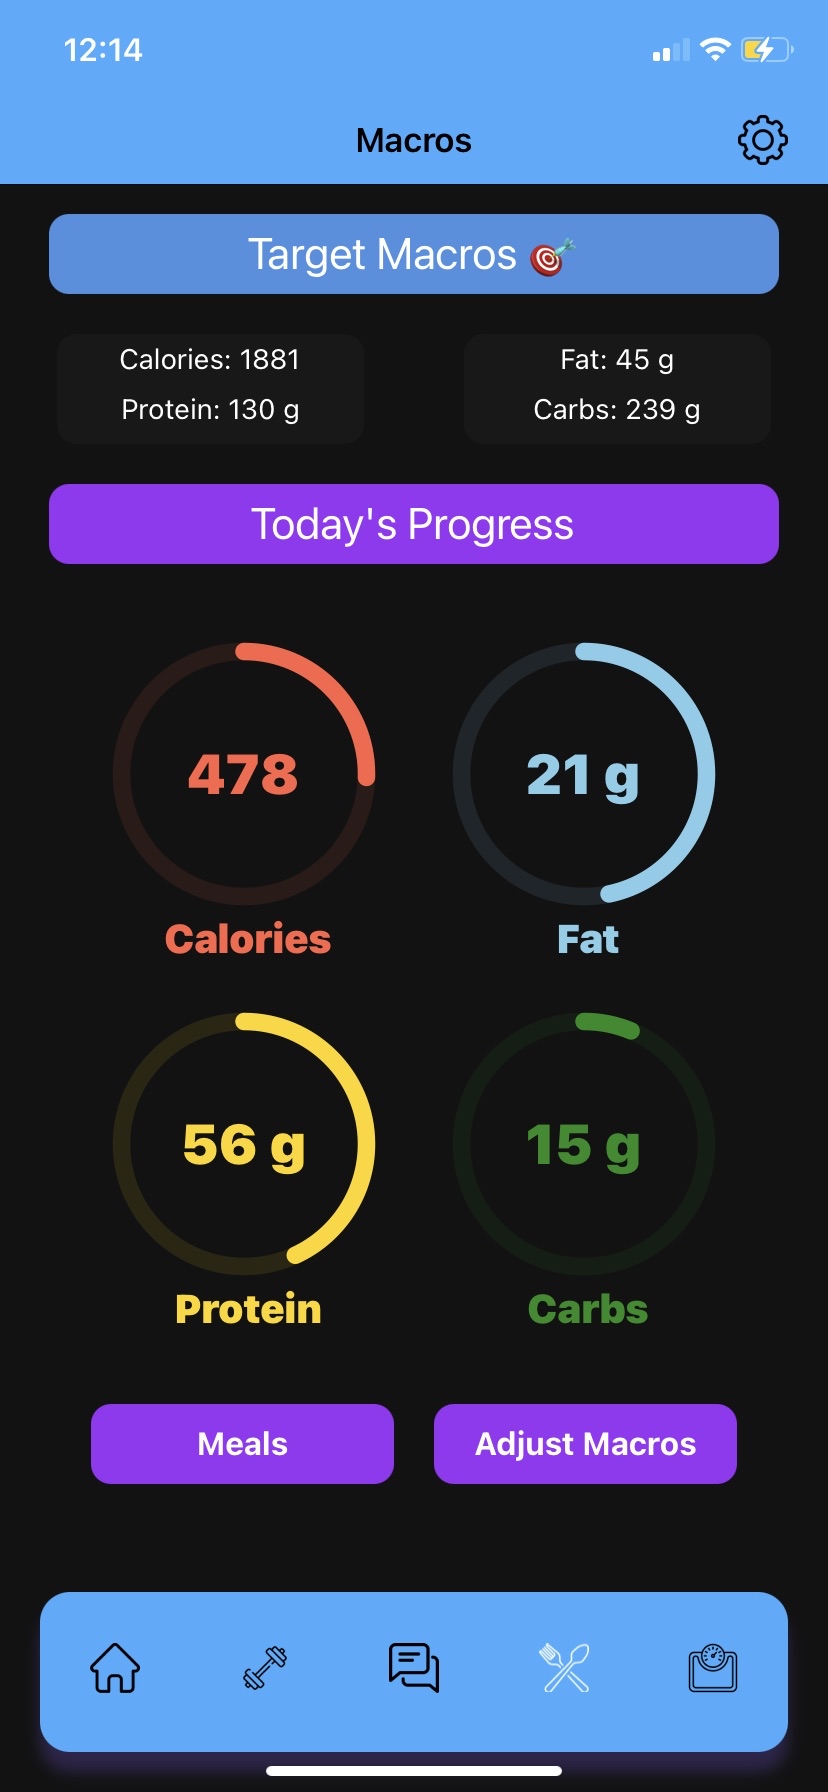 12:14
Macros
Target Macros 🎯
Calories: 1881
Protein: 130 g
Fat: 45 g
Carbs: 239 g
Today's Progress
478
Calories
21 g
Fat
56 g
Protein
15 g
Carbs
Meals
Adjust Macros